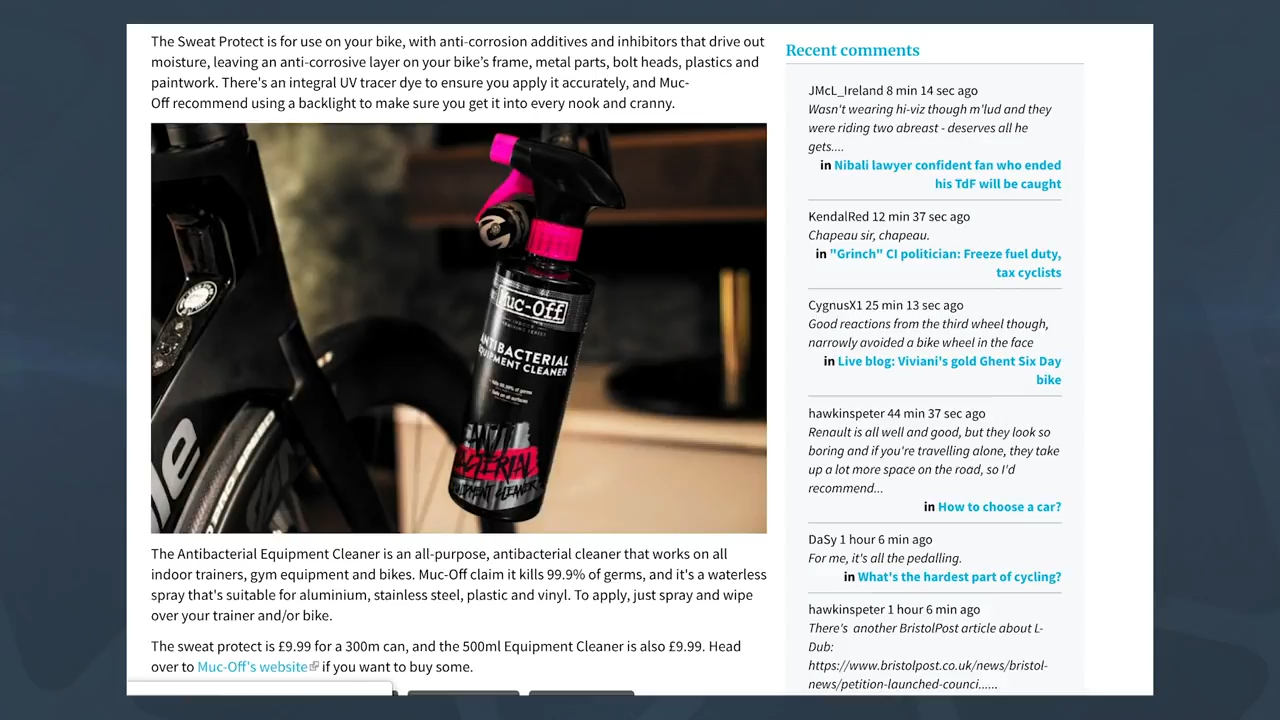 The Sweat Protect is for use on your bike, with anti-corrosion additives and inhibitors that drive out
moisture, leaving an anti-corrosive layer on your bike's frame, metal parts, bolt heads, plastics and
paintwork. There's an integral UV tracer dye to ensure you apply it accurately, and Muc-
Off recommend using a backlight to make sure you get it into every nook and cranny.
Muc-Off
ANTIBACTERIAL
EQUIPMENT CLEANER
ANTI
BACTERIAL
EQUIPMENT CLEANER
The Antibacterial Equipment Cleaner is an all-purpose, antibacterial cleaner that works on all
indoor trainers, gym equipment and bikes. Muc-Off claim it kills 99.9% of germs, and it's a waterless
spray that's suitable for aluminium, stainless steel, plastic and vinyl. To apply, just spray and wipe
over your trainer and/or bike.
The sweat protect is £9.99 for a 300m can, and the 500ml Equipment Cleaner is also £9.99. Head
over to Muc-Off's website if you want to buy some.
Recent comments
JMcL_Ireland 8 min 14 sec ago
Wasn't wearing hi-viz though m'lud and they
were riding two abreast - deserves all he
gets....
in Nibali lawyer confident fan who ended
his TdF will be caught
KendalRed 12 min 37 sec ago
Chapeau sir, chapeau.
in "Grinch" CI politician: Freeze fuel duty,
tax cyclists
CygnusX1 25 min 13 sec ago
Good reactions from the third wheel though,
narrowly avoided a bike wheel in the face
in Live blog: Viviani's gold Ghent Six Day
bike
hawkinspeter 44 min 37 sec ago
Renault is all well and good, but they look so
boring and if you're travelling alone, they take
up a lot more space on the road, so I'd
recommend...
in How to choose a car?
DaSy 1 hour 6 min ago
For me, it's all the pedalling.
in What's the hardest part of cycling?
hawkinspeter 1 hour 6 min ago
There's  another BristolPost article about L-
Dub:
https://www.bristolpost.co.uk/news/bristol-
news/petition-launched-counci......